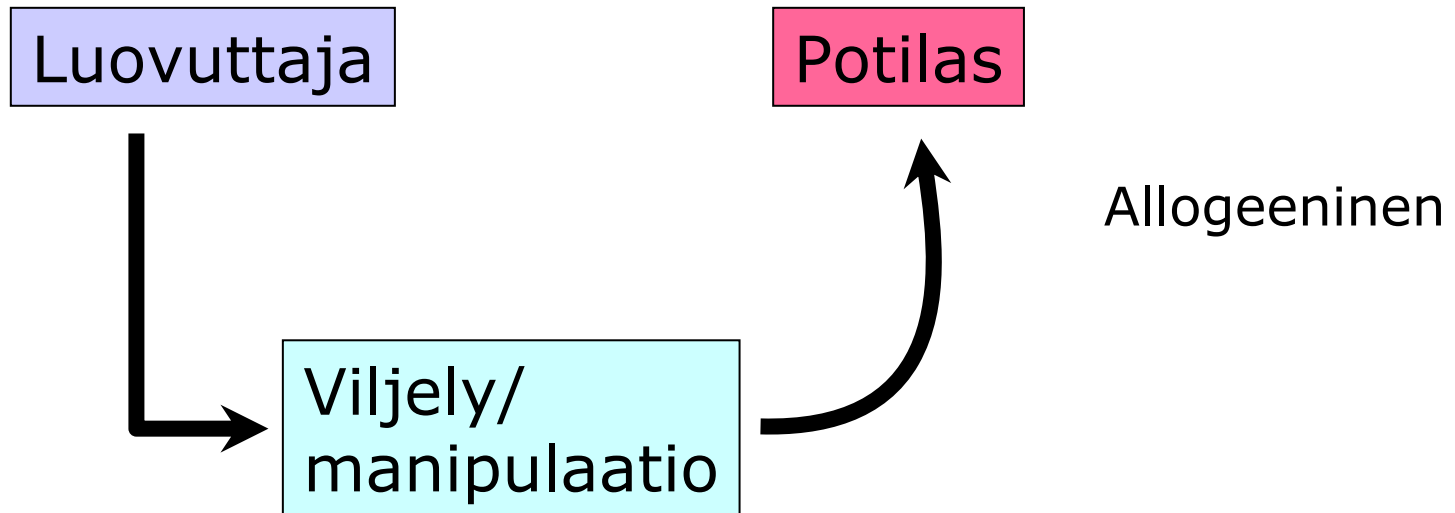 Luovuttaja
Potilas
Allogeeninen
Viljely/
manipulaatio